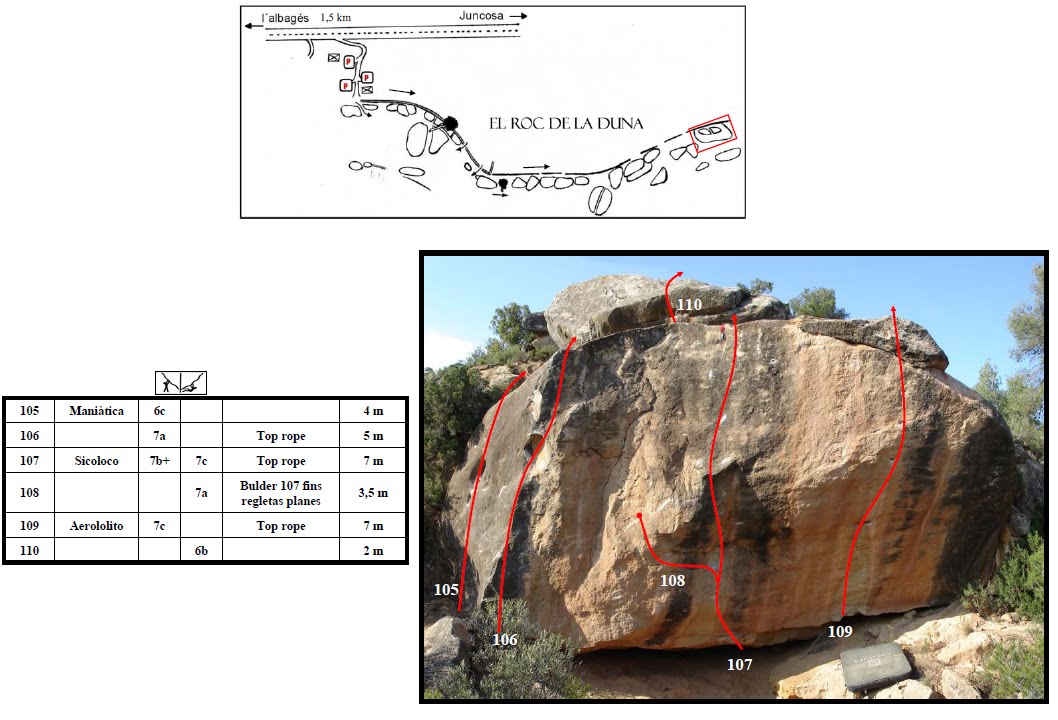 l´albagés 1,5 km Juncosa
P
P
P
EL ROC DE LA DUNA
105 Maniàtica 6c 4 m
106 7a Top rope 5 m
107 Sicoloco 7b+ 7c Top rope 7 m
108 7a Bulder 107 fins 3,5 m
regletas planes
109 Aerololito 7c Top rope 7 m
110 6b 2 m
110
105
106
108
107
109